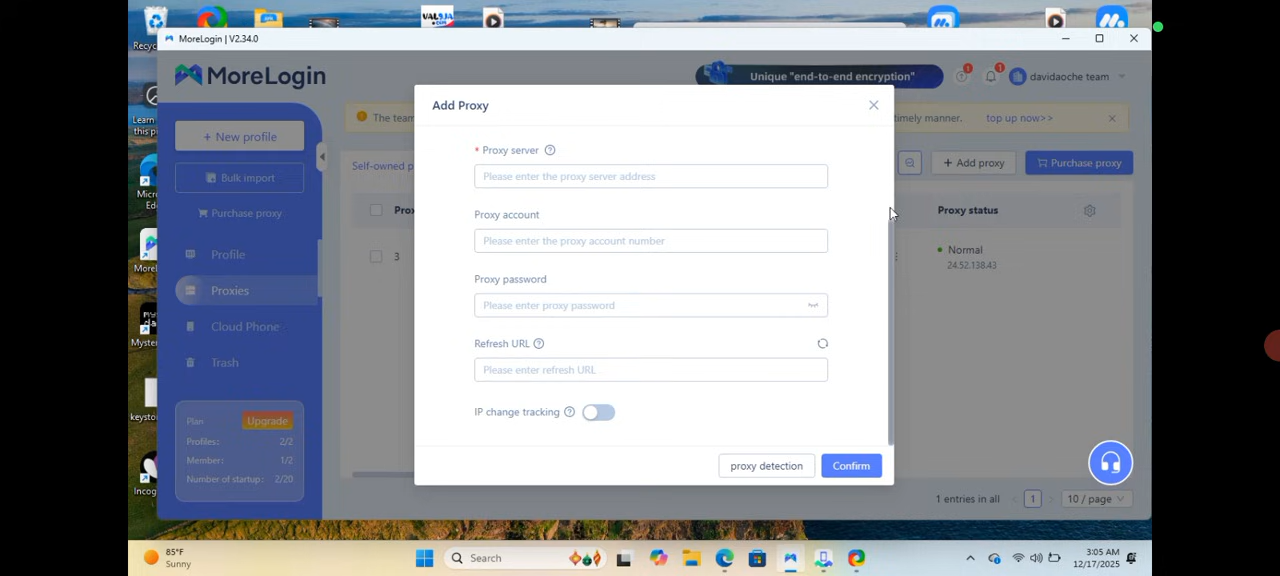 VAL9JA
Recyc
MoreLogin | V2.34.0
MoreLogin
Unique "end-to-end encryption"
davidaoche team
Learn
this pi
+ New profile
Bulk import
Purchase proxy
Profile
Proxies
Cloud Phone
Trash
Plan
Upgrade
Profiles: 2/2
Member: 1/2
Number of startup: 2/20
Micr
Ed
Morel
Myste
keysto
Incog
The team
imely manner.
top up now>>
Self-owned p
+ Add proxy
Purchase proxy
Prox
Proxy status
3
Normal
24.52.138.43
Add Proxy
* Proxy server
Please enter the proxy server address
Proxy account
Please enter the proxy account number
Proxy password
Please enter proxy password
Refresh URL
Please enter refresh URL
IP change tracking
proxy detection
Confirm
1 entries in all
1
10 / page
85°F
Sunny
Search
3:05 AM
12/17/2025